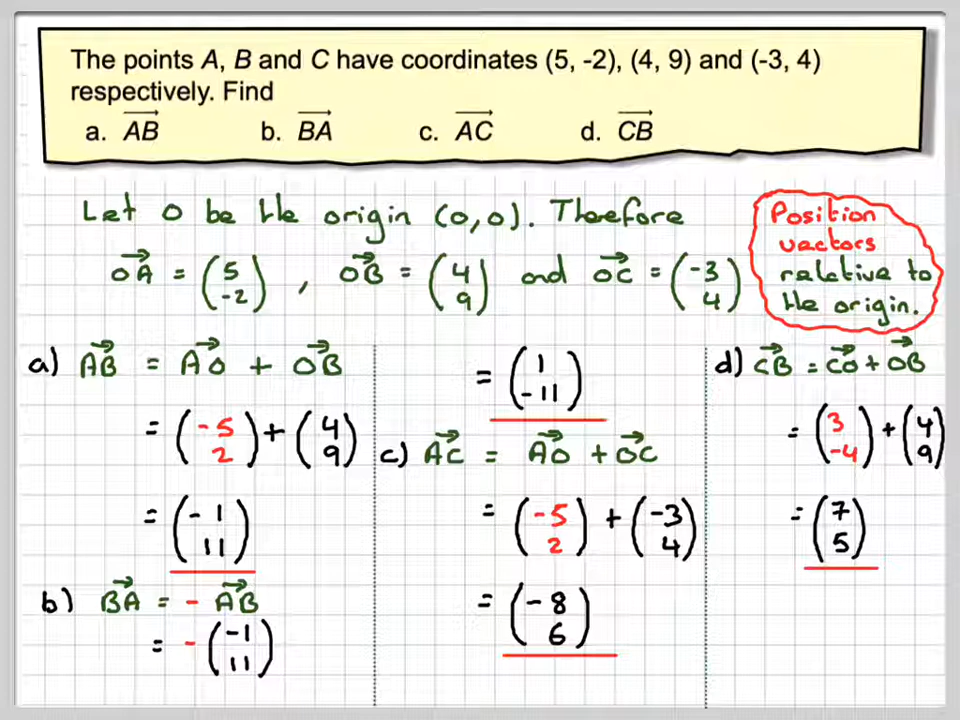 The points A, B and C have coordinates (5, -2), (4, 9) and (-3, 4)
respectively. Find
a. AB⃗ b. BA⃗ c. AC⃗ d. CB⃗
Let O be the origin (0,0). Therefore
OA⃗ = (5 -2) , OB⃗ = (4 9) and OC⃗ = (-3 4)
Position
vectors
relative to
the origin.
a) AB⃗ = AO⃗ + OB⃗
= (-5 2) + (4 9)
= (-1 11)
b) BA⃗ = - AB⃗
= - (-1 11)
= (1 -11)
c) AC⃗ = AO⃗ + OC⃗
= (-5 2) + (-3 4)
= (-8 6)
d) CB⃗ = CO⃗ + OB⃗
= (3 -4) + (4 9)
= (7 5)